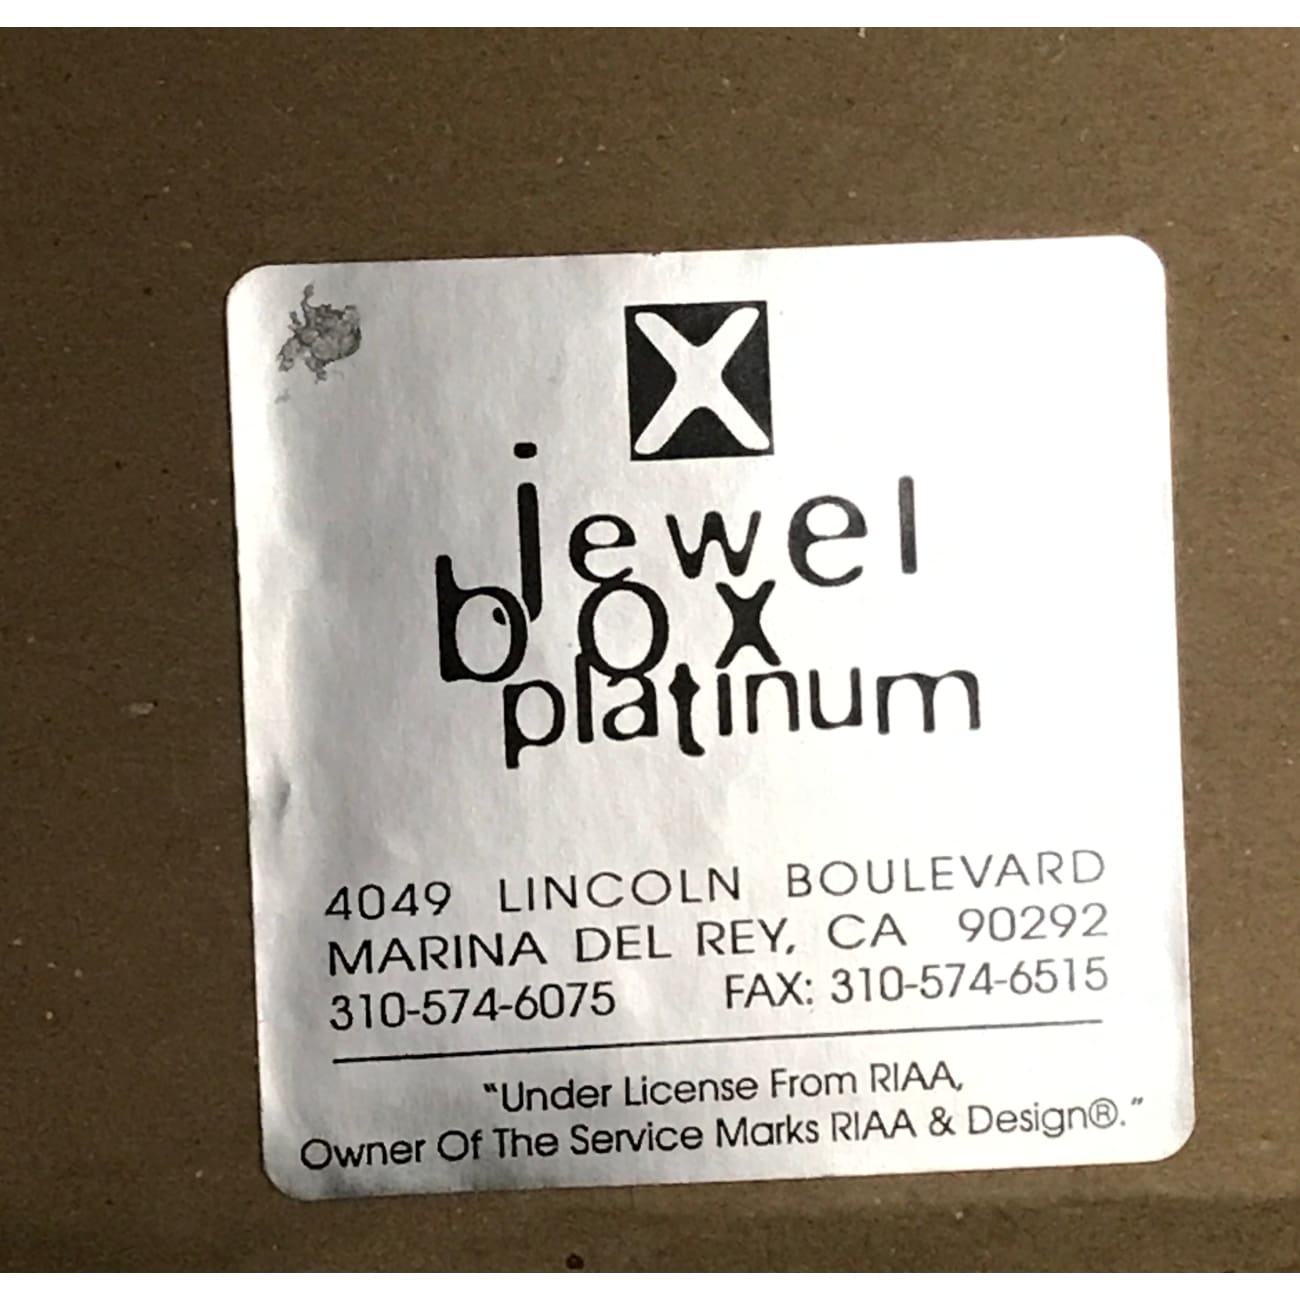 X
jewel
box
platinum
4049 LINCOLN BOULEVARD
MARINA DEL REY, CA 90292
310-574-6075 FAX: 310-574-6515
"Under License From RIAA,
Owner Of The Service Marks RIAA & Design®."